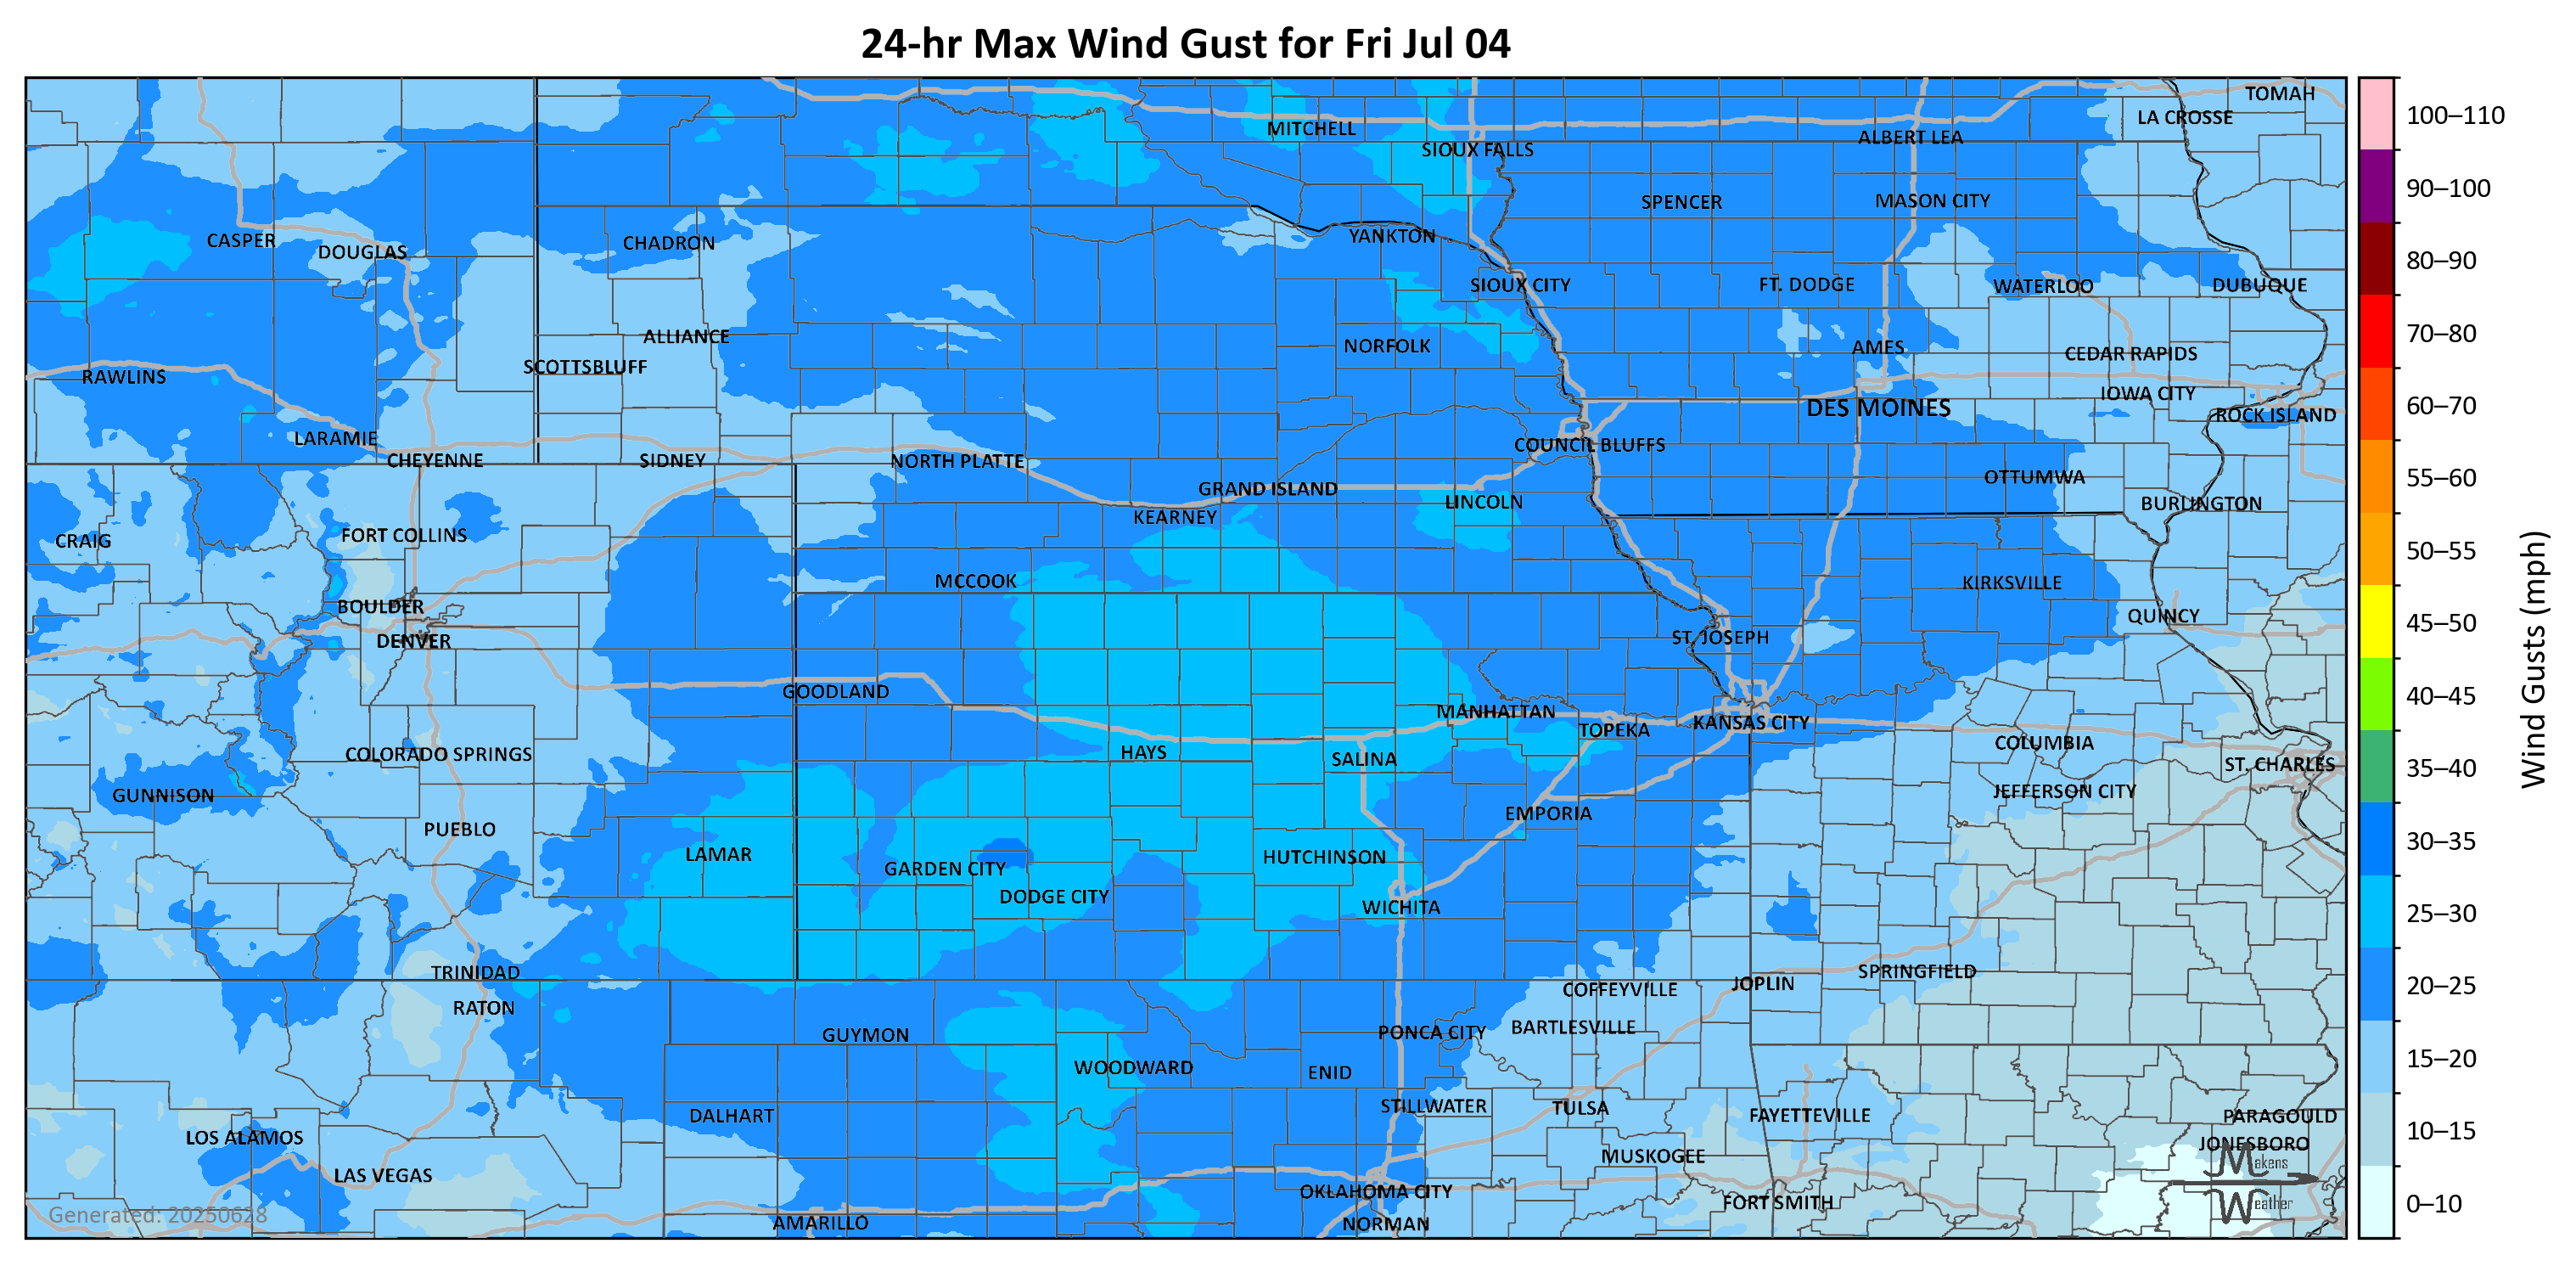 24-hr Max Wind Gust for Fri Jul 04
TOMAH
LA CROSSE
MITCHELL
ALBERT LEA
SIOUX FALLS
SPENCER
MASON CITY
CASPER
DOUGLAS
CHADRON
YANKTON
SIOUX CITY
FT. DODGE
WATERLOO
DUBUQUE
ALLIANCE
NORFOLK
AMES
CEDAR RAPIDS
SCOTTSBLUFF
RAWLINS
IOWA CITY
DES MOINES
ROCK ISLAND
LARAMIE
COUNCIL BLUFFS
CHEYENNE
SIDNEY
NORTH PLATTE
OTTUMWA
GRAND ISLAND
LINCOLN
BURLINGTON
KEARNEY
FORT COLLINS
CRAIG
MCCOOK
KIRKSVILLE
BOULDER
QUINCY
DENVER
ST. JOSEPH
GOODLAND
MANHATTAN
TOPEKA
KANSAS CITY
COLUMBIA
COLORADO SPRINGS
HAYS
SALINA
ST. CHARLES
GUNNISON
JEFFERSON CITY
EMPORIA
PUEBLO
LAMAR
HUTCHINSON
GARDEN CITY
DODGE CITY
WICHITA
TRINIDAD
SPRINGFIELD
JOPLIN
COFFEYVILLE
RATON
GUYMON
PONCA CITY
BARTLESVILLE
WOODWARD
ENID
STILLWATER
TULSA
DALHART
FAYETTEVILLE
PARAGOULD
LOS ALAMOS
JONESBORO
MUSKOGEE
LAS VEGAS
OKLAHOMA CITY
FORT SMITH
AMARILLO
NORMAN
Generated: 20250628
Makens
Weather
100–110
90–100
80–90
70–80
60–70
55–60
50–55
45–50
40–45
35–40
30–35
25–30
20–25
15–20
10–15
0–10
Wind Gusts (mph)